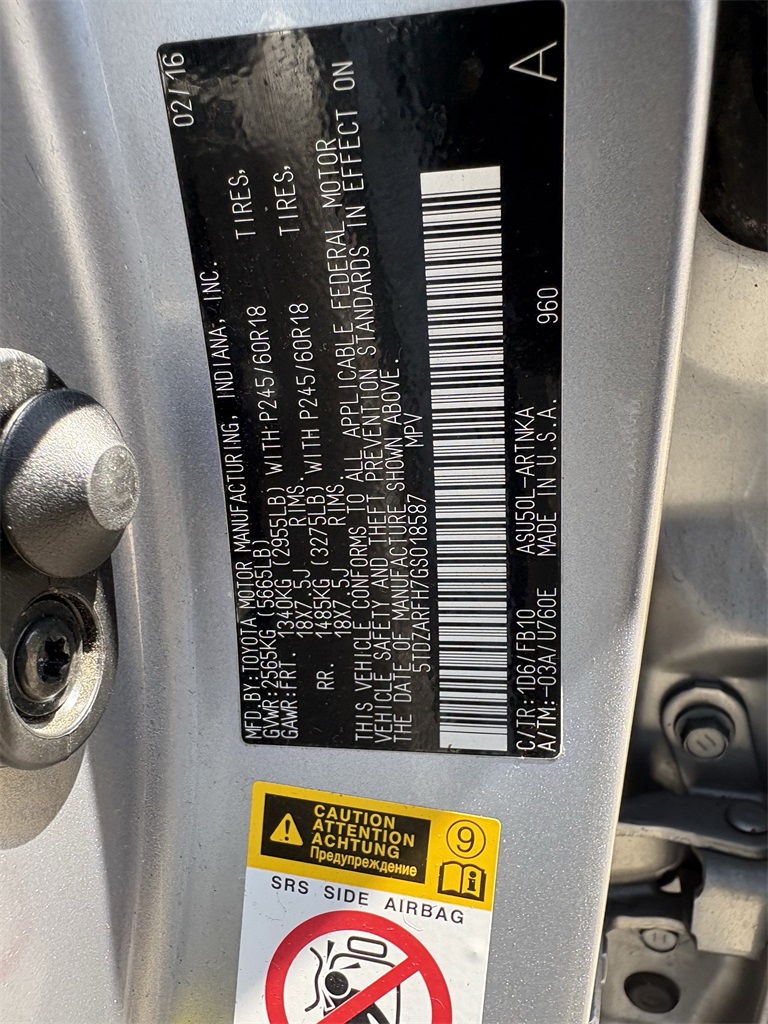 MFD.BY:TOYOTA MOTOR MANUFACTURING, INDIANA, INC. 02/16
GVWR:2565KG (5665LB)
GAWR:FRT. 1340KG (2955LB) WITH:P245/60R18 TIRES,
18X7.5J RIMS.
RR. 1485KG (3275LB) WITH P245/60R18 TIRES,
18X7.5J RIMS.
THIS VEHICLE CONFORMS TO ALL APPLICABLE FEDERAL MOTOR
VEHICLE SAFETY AND THEFT PREVENTION STANDARDS IN EFFECT ON
THE DATE OF MANUFACTURE SHOWN ABOVE.
5TDZARFH7GS018587 MPV
C/TR:1D6/FB10 ASU50L-ARTNKA A
A/TM:-03A/U760E MADE IN U.S.A. 960
CAUTION
ATTENTION
ACHTUNG
Предупреждение
9
i
SRS SIDE AIRBAG